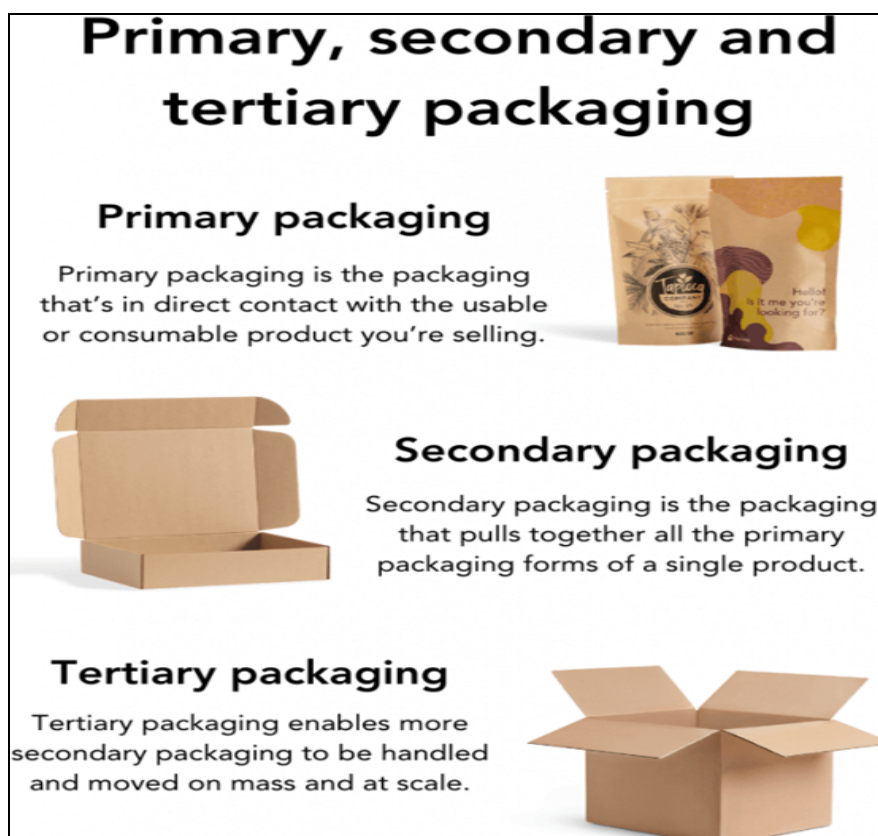 Primary, secondary and
tertiary packaging
Primary packaging
Primary packaging is the packaging
that's in direct contact with the usable
or consumable product you're selling.
Tapioca
COMPANY
Hello!
Is it me you're
looking for?
Secondary packaging
Secondary packaging is the packaging
that pulls together all the primary
packaging forms of a single product.
Tertiary packaging
Tertiary packaging enables more
secondary packaging to be handled
and moved on mass and at scale.